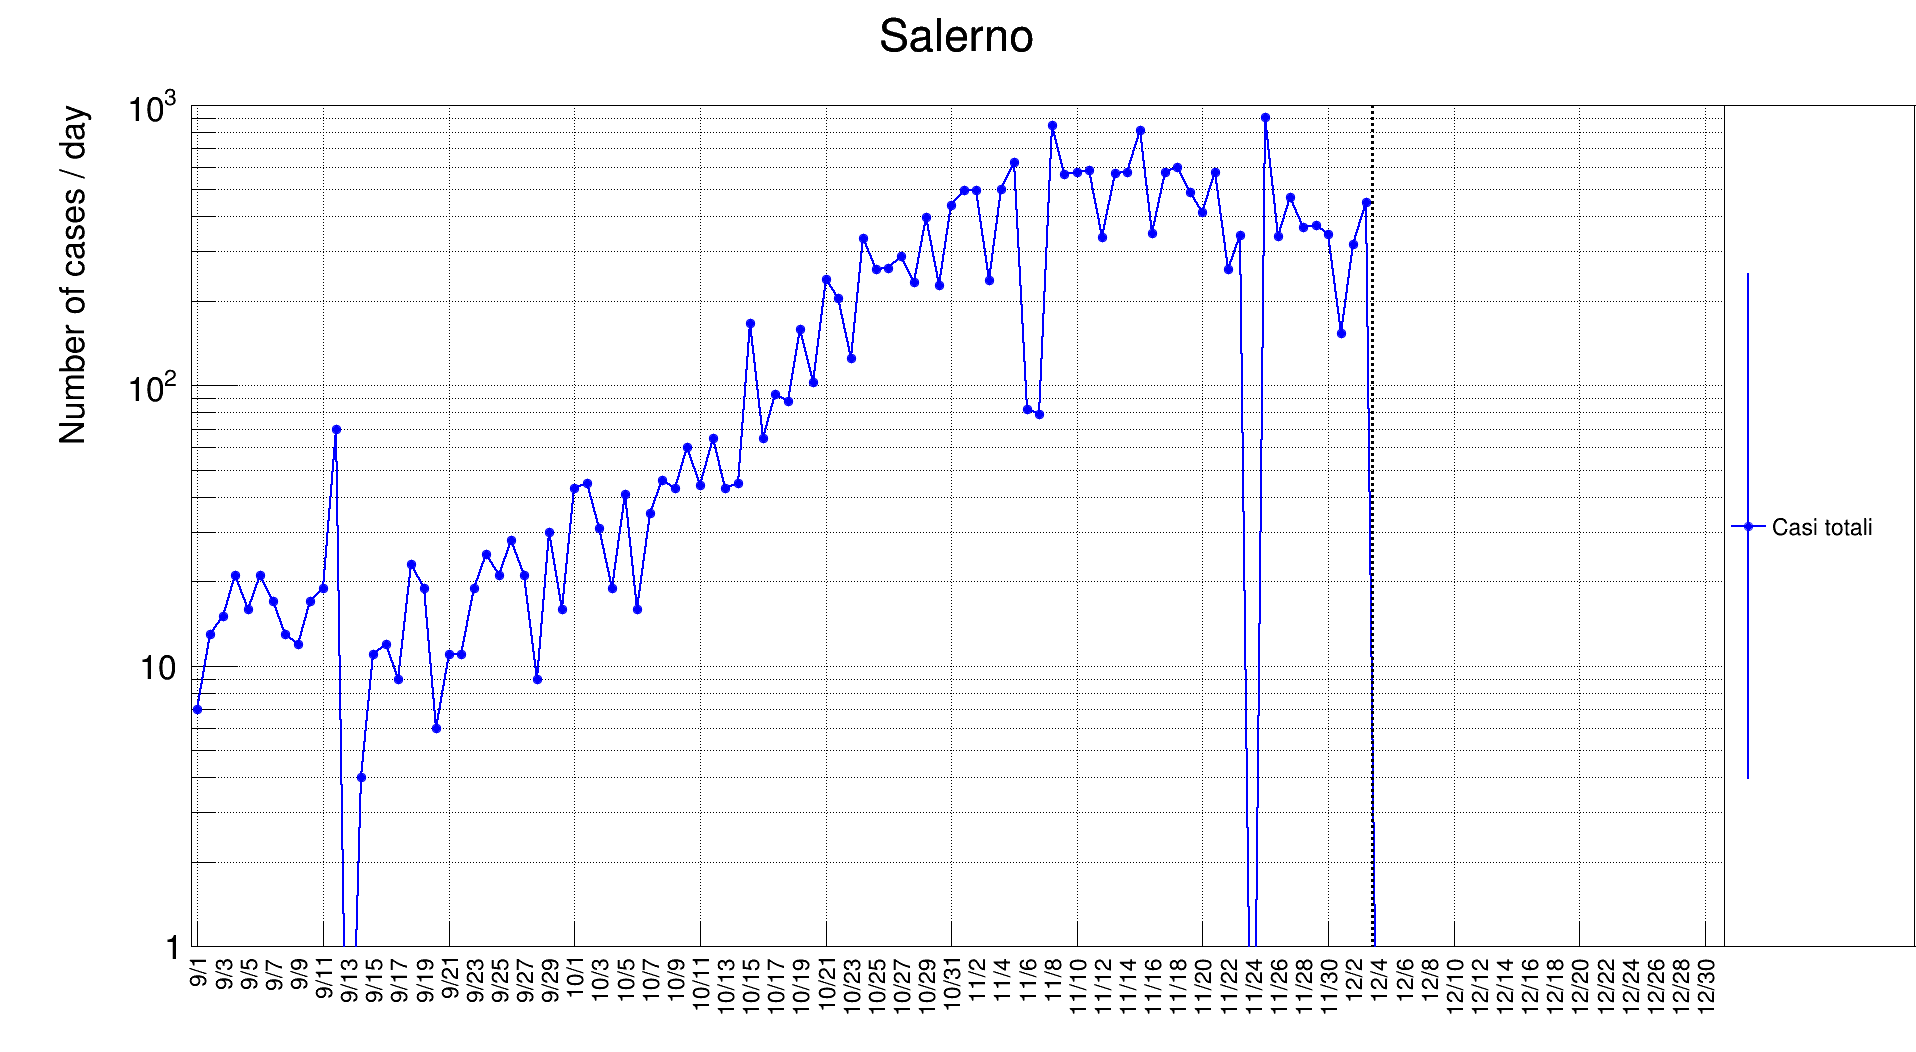 Salerno
Number of cases / day
10³
10²
10
1
9/1 9/3 9/5 9/7 9/9 9/11 9/13 9/15 9/17 9/19 9/21 9/23 9/25 9/27 9/29 10/1 10/3 10/5 10/7 10/9 10/11 10/13 10/15 10/17 10/19 10/21 10/23 10/25 10/27 10/29 10/31 11/2 11/4 11/6 11/8 11/10 11/12 11/14 11/16 11/18 11/20 11/22 11/24 11/26 11/28 11/30 12/2 12/4 12/6 12/8 12/10 12/12 12/14 12/16 12/18 12/20 12/22 12/24 12/26 12/28 12/30
Casi totali